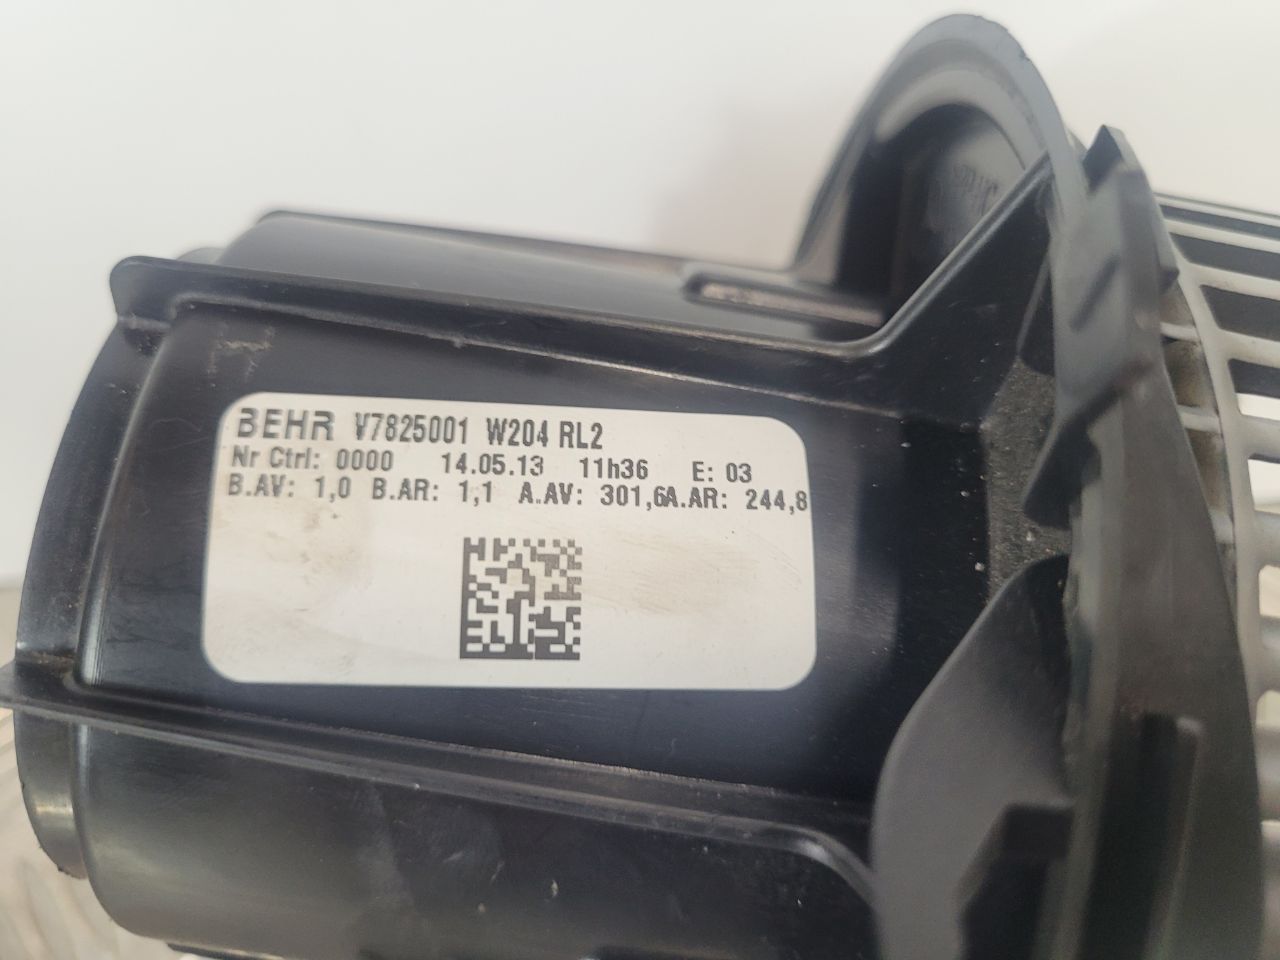 BEHR V7825001 W204 RL2
Nr Ctrl: 0000 14.05.13 11h36 E: 03
B.AV: 1,0 B.AR: 1,1 A.AV: 301,6A.AR: 244,8